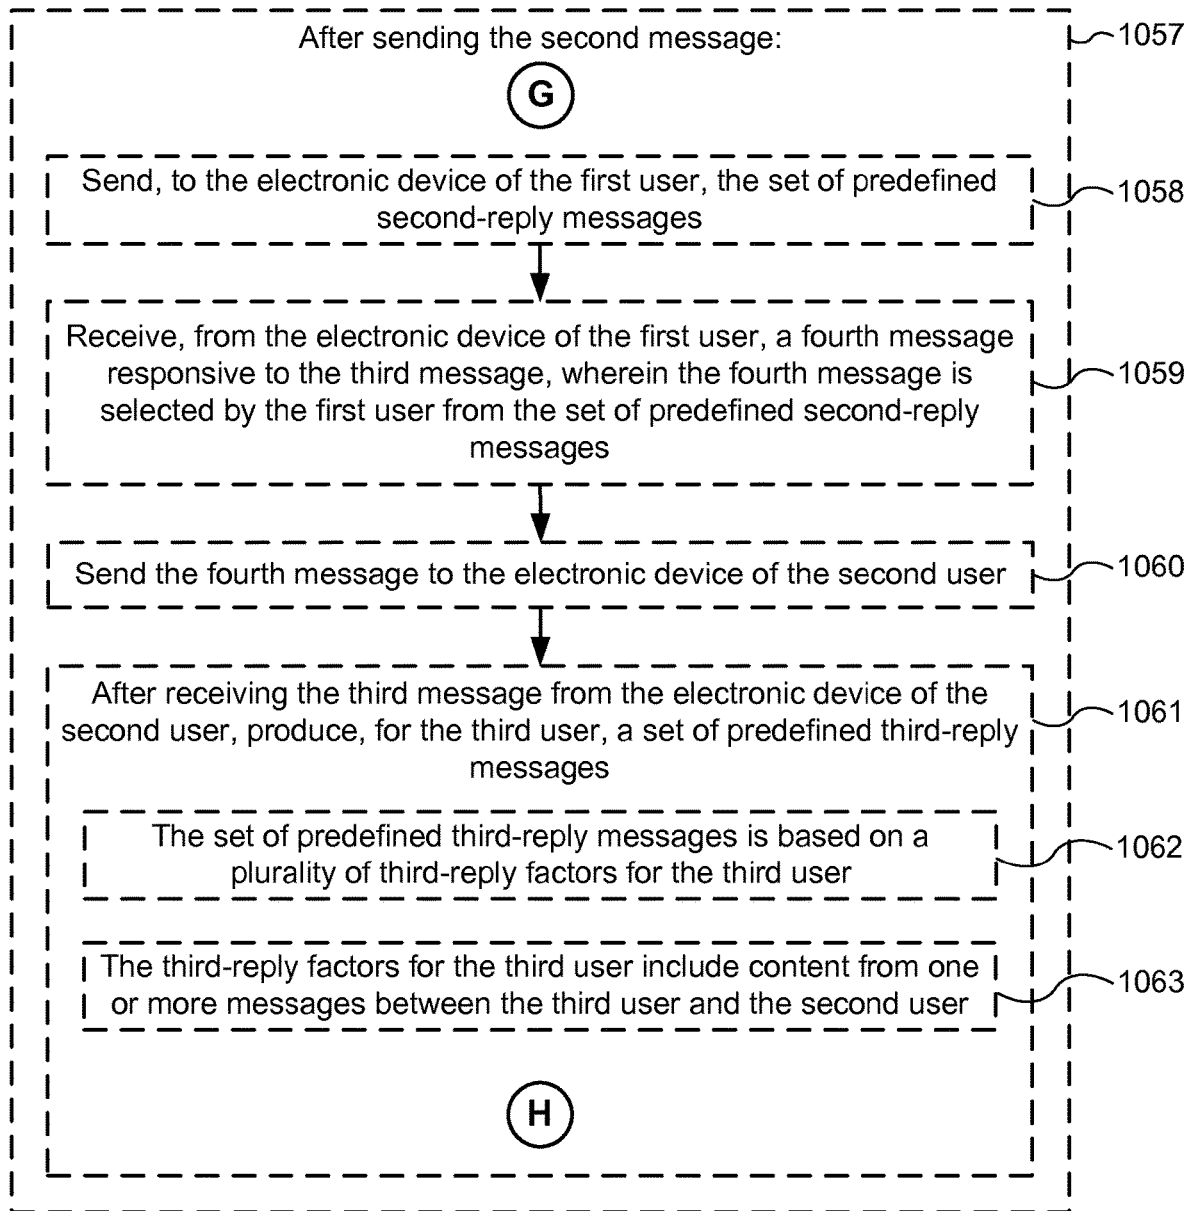 After sending the second message:
1057
G
Send, to the electronic device of the first user, the set of predefined
second-reply messages
1058
Receive, from the electronic device of the first user, a fourth message
responsive to the third message, wherein the fourth message is
selected by the first user from the set of predefined second-reply
messages
1059
Send the fourth message to the electronic device of the second user
1060
After receiving the third message from the electronic device of the
second user, produce, for the third user, a set of predefined third-reply
messages
1061
The set of predefined third-reply messages is based on a
plurality of third-reply factors for the third user
1062
The third-reply factors for the third user include content from one
or more messages between the third user and the second user
1063
H